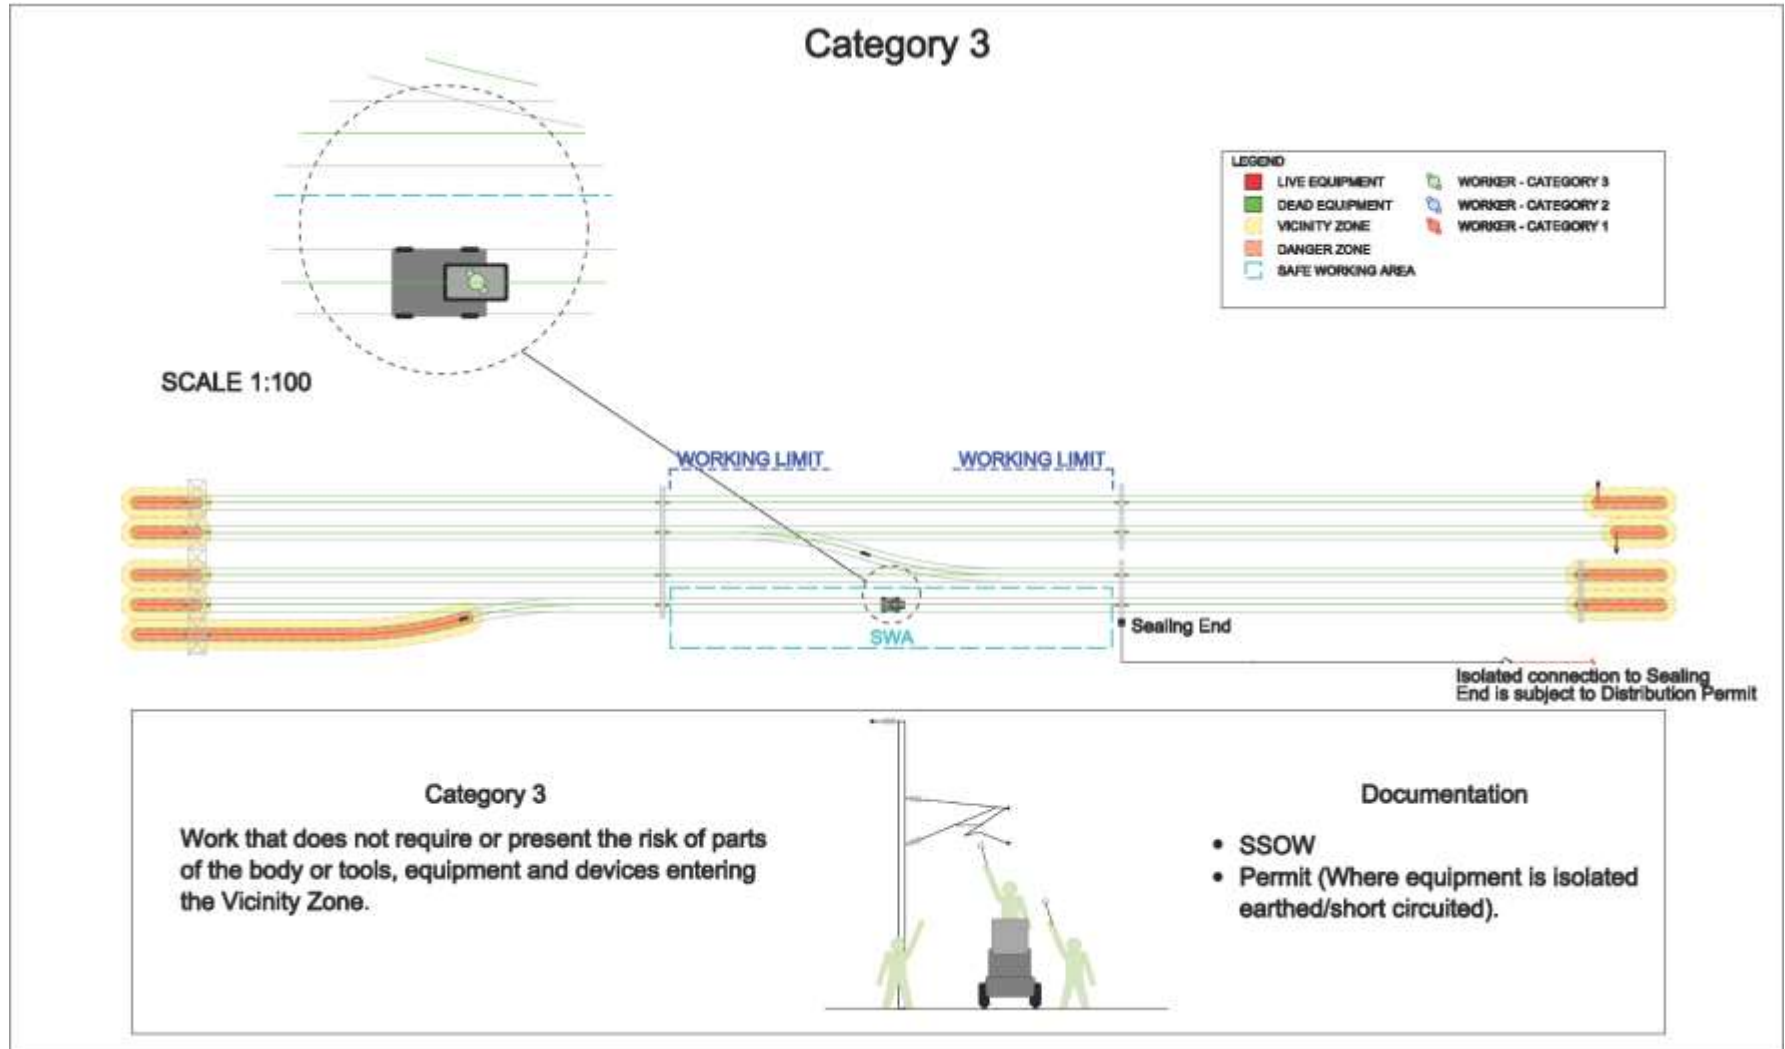 Category 3
LEGEND
LIVE EQUIPMENT
DEAD EQUIPMENT
VICINITY ZONE
DANGER ZONE
SAFE WORKING AREA
WORKER - CATEGORY 3
WORKER - CATEGORY 2
WORKER - CATEGORY 1
SCALE 1:100
WORKING LIMIT
WORKING LIMIT
SWA
Sealing End
Isolated connection to Sealing
End is subject to Distribution Permit
Category 3
Work that does not require or present the risk of parts
of the body or tools, equipment and devices entering
the Vicinity Zone.
Documentation
• SSOW
• Permit (Where equipment is isolated
earthed/short circuited).